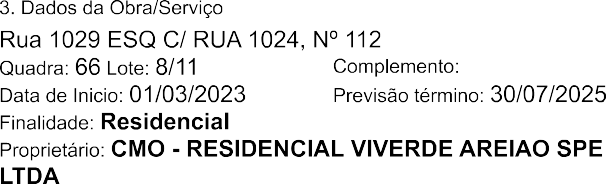 3. Dados da Obra/Serviço
Rua 1029 ESQ C/ RUA 1024, Nº 112
Quadra: 66 Lote: 8/11 Complemento:
Data de Inicio: 01/03/2023 Previsão término: 30/07/2025
Finalidade: Residencial
Proprietário: CMO - RESIDENCIAL VIVERDE AREIAO SPE
LTDA